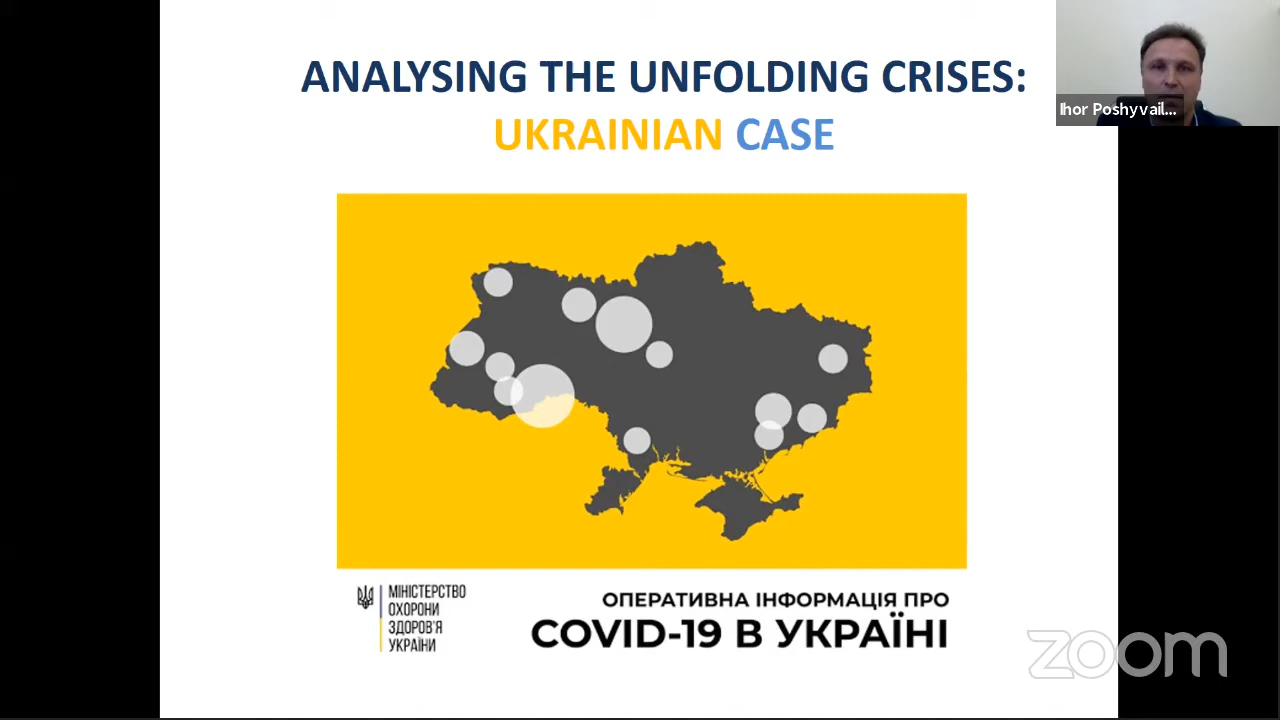 ANALYSING THE UNFOLDING CRISES:
UKRAINIAN CASE
Ihor Poshyvail...
МІНІСТЕРСТВО
ОХОРОНИ
ЗДОРОВ'Я
УКРАЇНИ
ОПЕРАТИВНА ІНФОРМАЦІЯ ПРО
COVID-19 В УКРАЇНІ
zoom